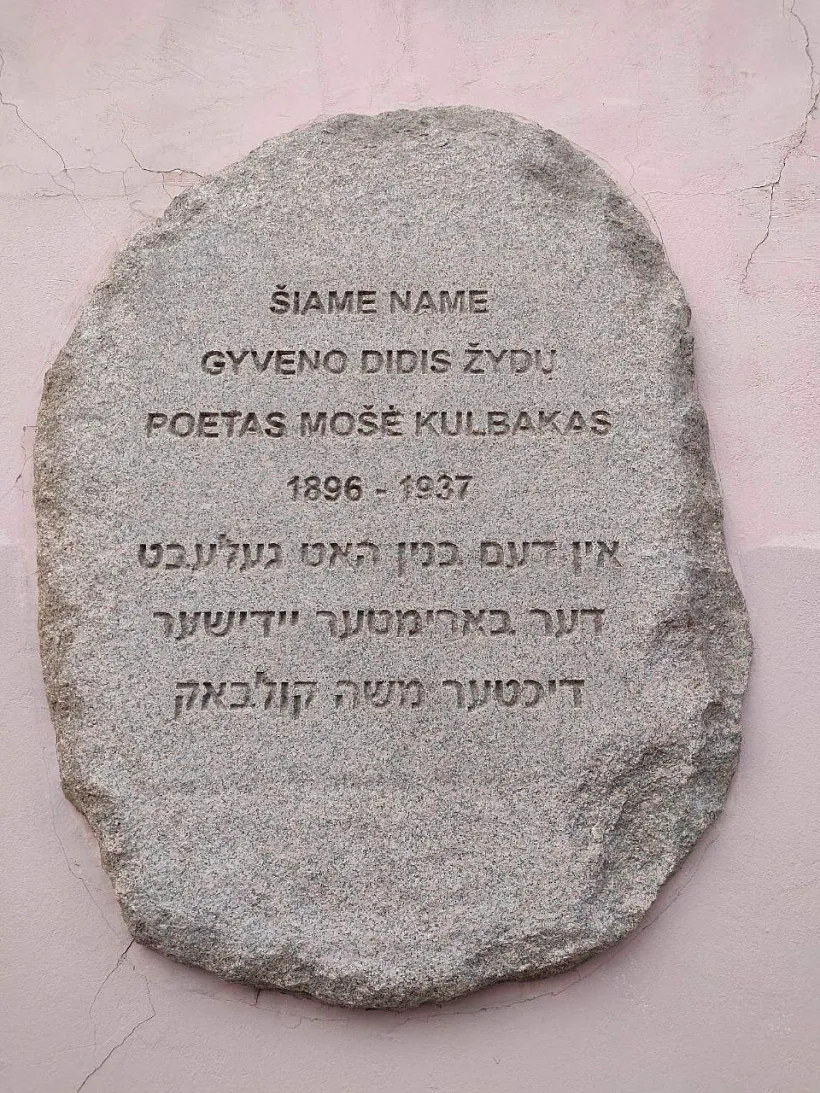 ŠIAME NAME
GYVENO DIDIS ŽYDŲ
POETAS MOŠĖ KULBAKAS
1896 - 1937
אין דעם בנין האט געלעבט
דער בארימטער יידישער
דיכטער משה קולבאק